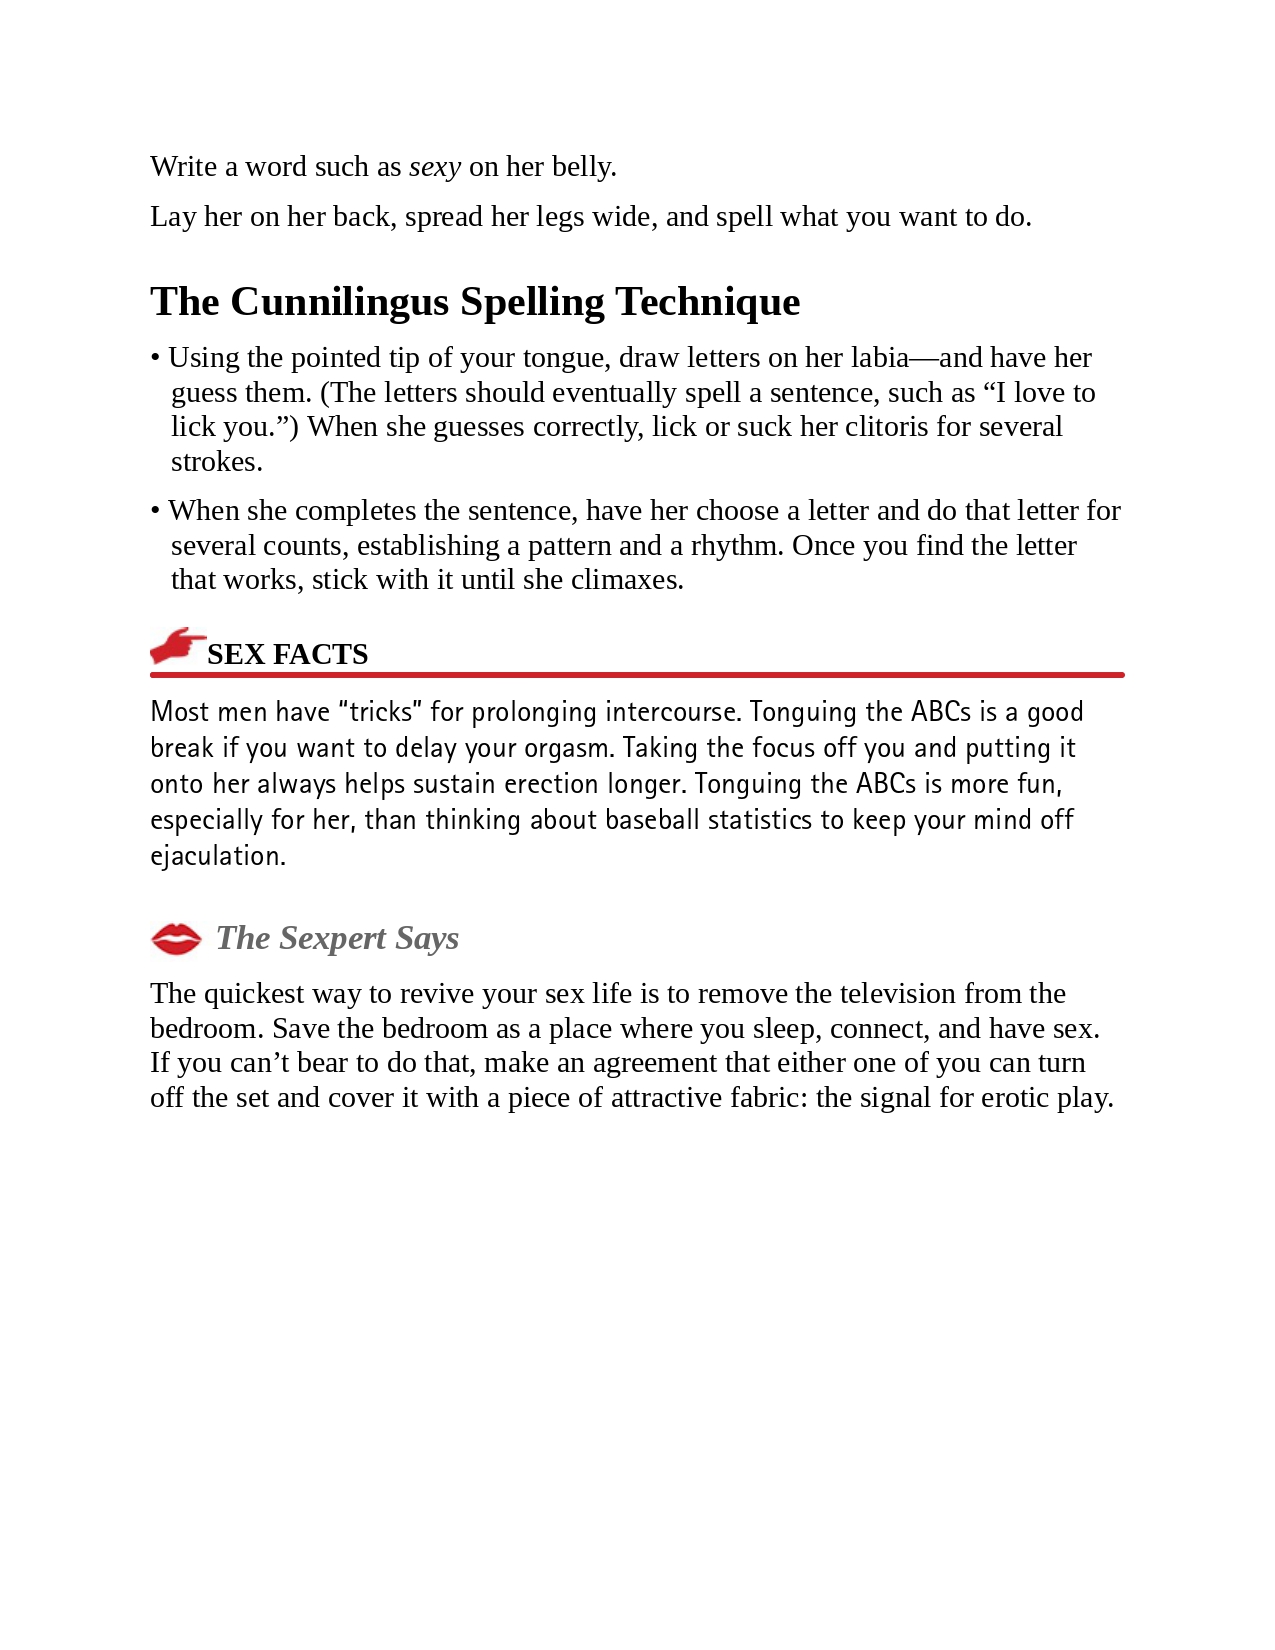 Write a word such as sexy on her belly.
Lay her on her back, spread her legs wide, and spell what you want to do.
The Cunnilingus Spelling Technique
• Using the pointed tip of your tongue, draw letters on her labia—and have her
guess them. (The letters should eventually spell a sentence, such as “I love to
lick you.”) When she guesses correctly, lick or suck her clitoris for several
strokes.
• When she completes the sentence, have her choose a letter and do that letter for
several counts, establishing a pattern and a rhythm. Once you find the letter
that works, stick with it until she climaxes.
SEX FACTS
Most men have “tricks” for prolonging intercourse. Tonguing the ABCs is a good
break if you want to delay your orgasm. Taking the focus off you and putting it
onto her always helps sustain erection longer. Tonguing the ABCs is more fun,
especially for her, than thinking about baseball statistics to keep your mind off
ejaculation.
The Sexpert Says
The quickest way to revive your sex life is to remove the television from the
bedroom. Save the bedroom as a place where you sleep, connect, and have sex.
If you can’t bear to do that, make an agreement that either one of you can turn
off the set and cover it with a piece of attractive fabric: the signal for erotic play.